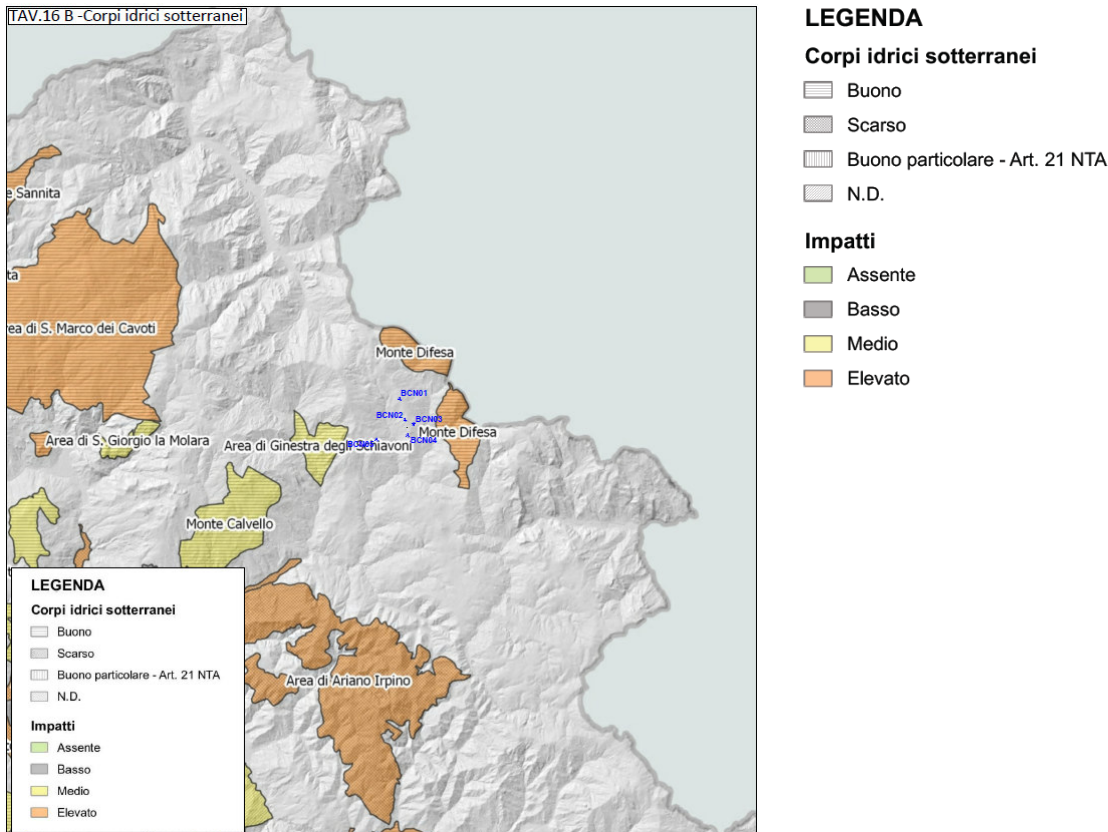 TAV.16 B -Corpi idrici sotterranei
e Sannita
ta
ea di S. Marco dei Cavoti
Monte Difesa
BCN01
BCN02
BCN03
Monte Difesa
BCN04
Area di S. Giorgio la Molara
Area di Ginestra degli Schiavoni
Monte Calvello
Area di Ariano Irpino
LEGENDA
Corpi idrici sotterranei
Buono
Scarso
Buono particolare - Art. 21 NTA
N.D.
Impatti
Assente
Basso
Medio
Elevato
LEGENDA
Corpi idrici sotterranei
Buono
Scarso
Buono particolare - Art. 21 NTA
N.D.
Impatti
Assente
Basso
Medio
Elevato